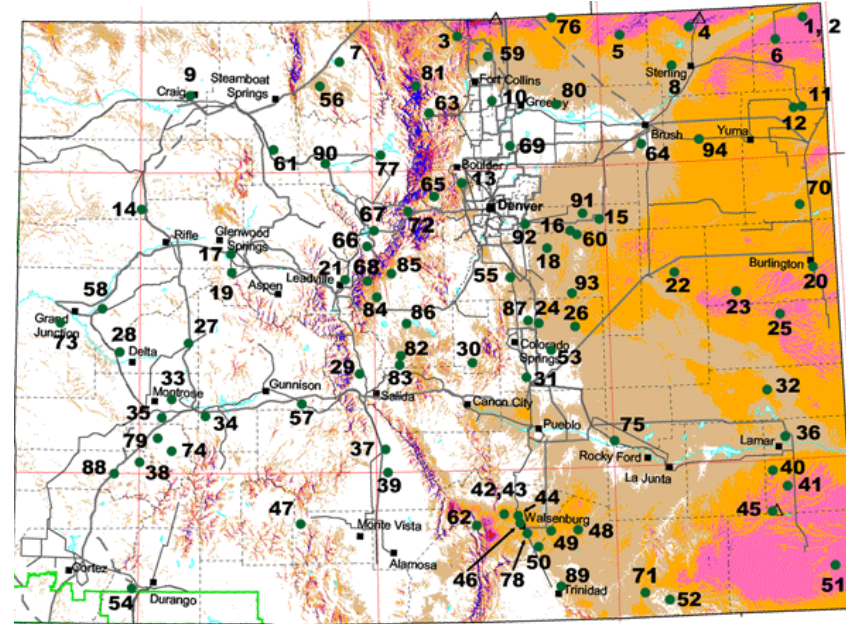 76
3
4
1, 2
5
6
7
59
Fort Collins
Sterling
8
9
Craig
Steamboat
Springs
81
56
63
10
Greeley
80
11
12
Brush
Yuma
69
64
94
61
90
77
Boulder
13
65
70
14
67
72
Denver
91
15
16
60
92
Rifle
Glenwood
Springs
17
66
18
Burlington
20
19
Aspen
Leadville
21
68
85
55
22
93
23
58
84
Grand
Junction
73
27
86
87
24
26
25
28
Delta
82
83
30
Colorado
Springs
53
29
31
32
33
Montrose
Gunnison
57
Salida
Canon City
35
34
Pueblo
75
36
Lamar
79
74
37
Rocky Ford
La Junta
40
88
38
39
41
42,43
44
45
47
62
Walsenburg
48
49
Monte Vista
46
78
50
Alamosa
Cortez
54
Durango
89
Trinidad
71
52
51